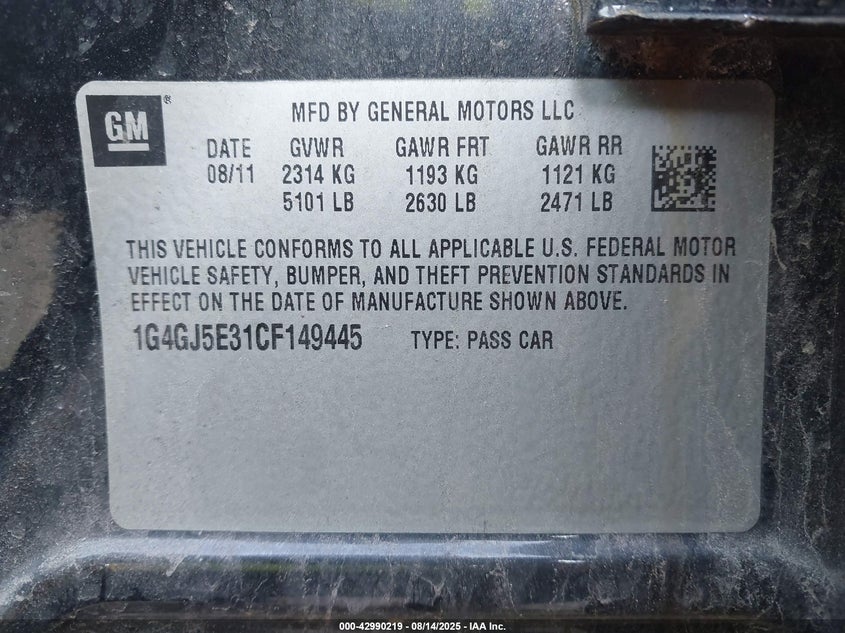 GM ®
MFD BY GENERAL MOTORS LLC
DATE GVWR GAWR FRT GAWR RR
08/11 2314 KG 1193 KG 1121 KG
5101 LB 2630 LB 2471 LB
THIS VEHICLE CONFORMS TO ALL APPLICABLE U.S. FEDERAL MOTOR
VEHICLE SAFETY, BUMPER, AND THEFT PREVENTION STANDARDS IN
EFFECT ON THE DATE OF MANUFACTURE SHOWN ABOVE.
1G4GJ5E31CF149445 TYPE: PASS CAR
000-42990219 - 08/14/2025 - IAA Inc.